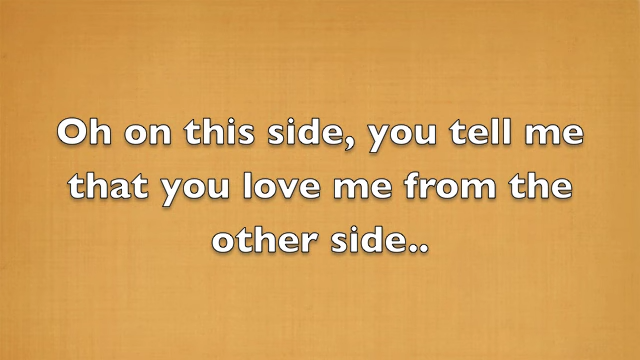 Oh on this side, you tell me
that you love me from the
other side..